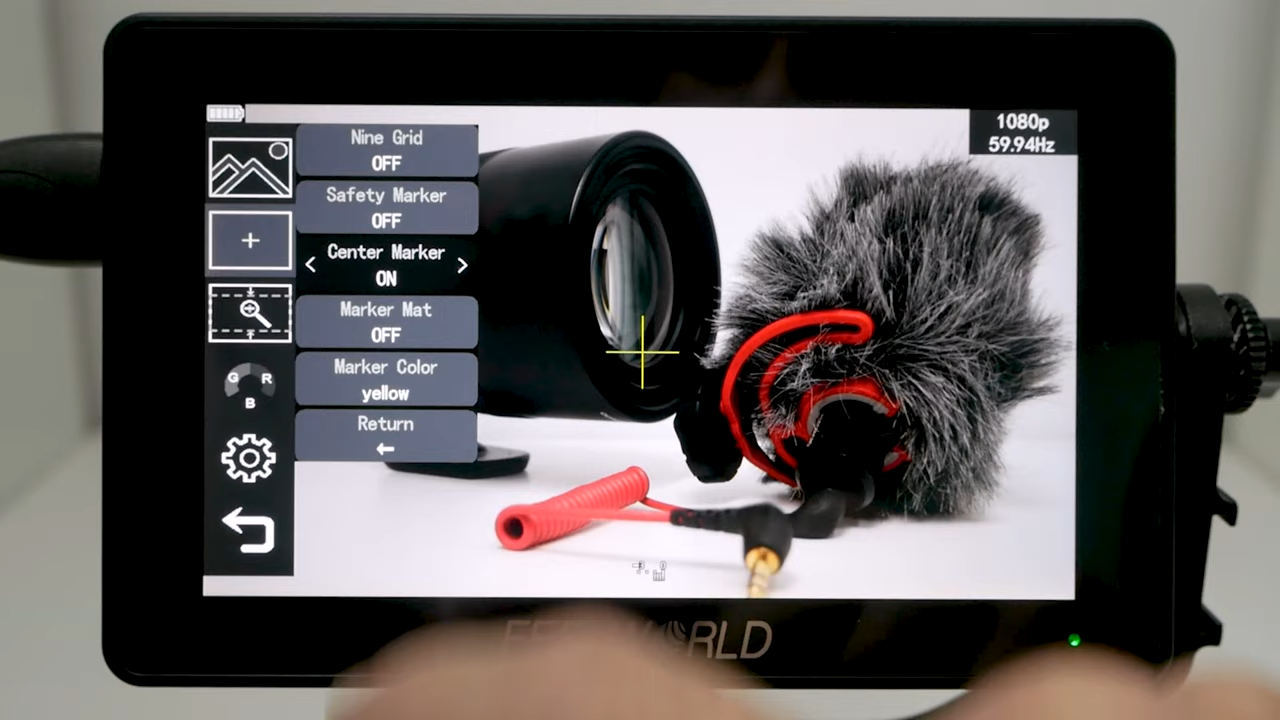 1080p
59.94Hz
Nine Grid
OFF
Safety Marker
OFF
Center Marker
< ON >
Marker Mat
OFF
Marker Color
yellow
Return
G R
B